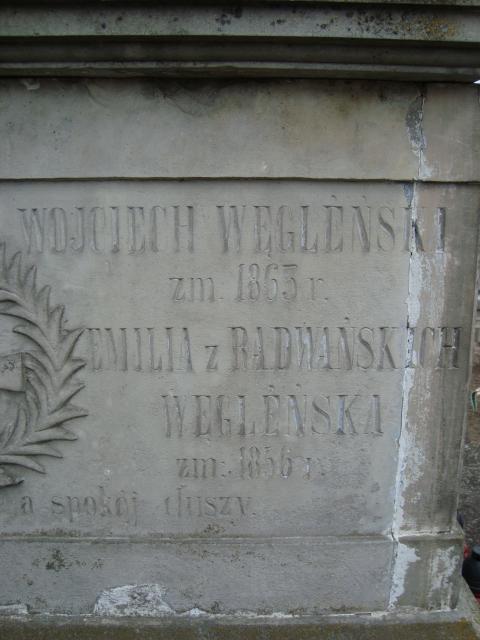 WOJCIECH WĘGLEŃSKI
zm. 1863 r.
EMILIA z RADWAŃSKICH
WĘGLEŃSKA
zm. 1856 r.
a spokój duszy.